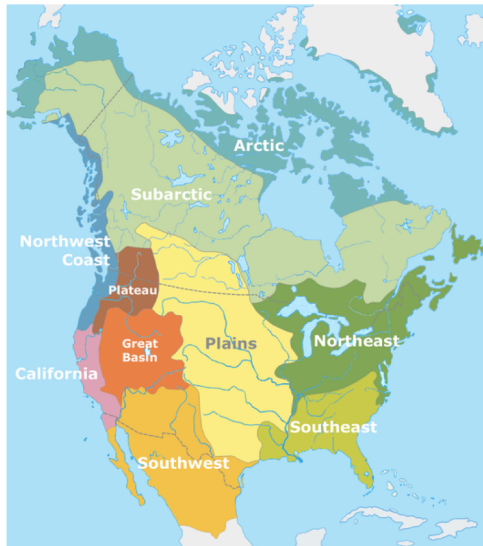 Arctic
Subarctic
Northwest
Coast
Plateau
Great
Basin
Plains
Northeast
California
Southeast
Southwest